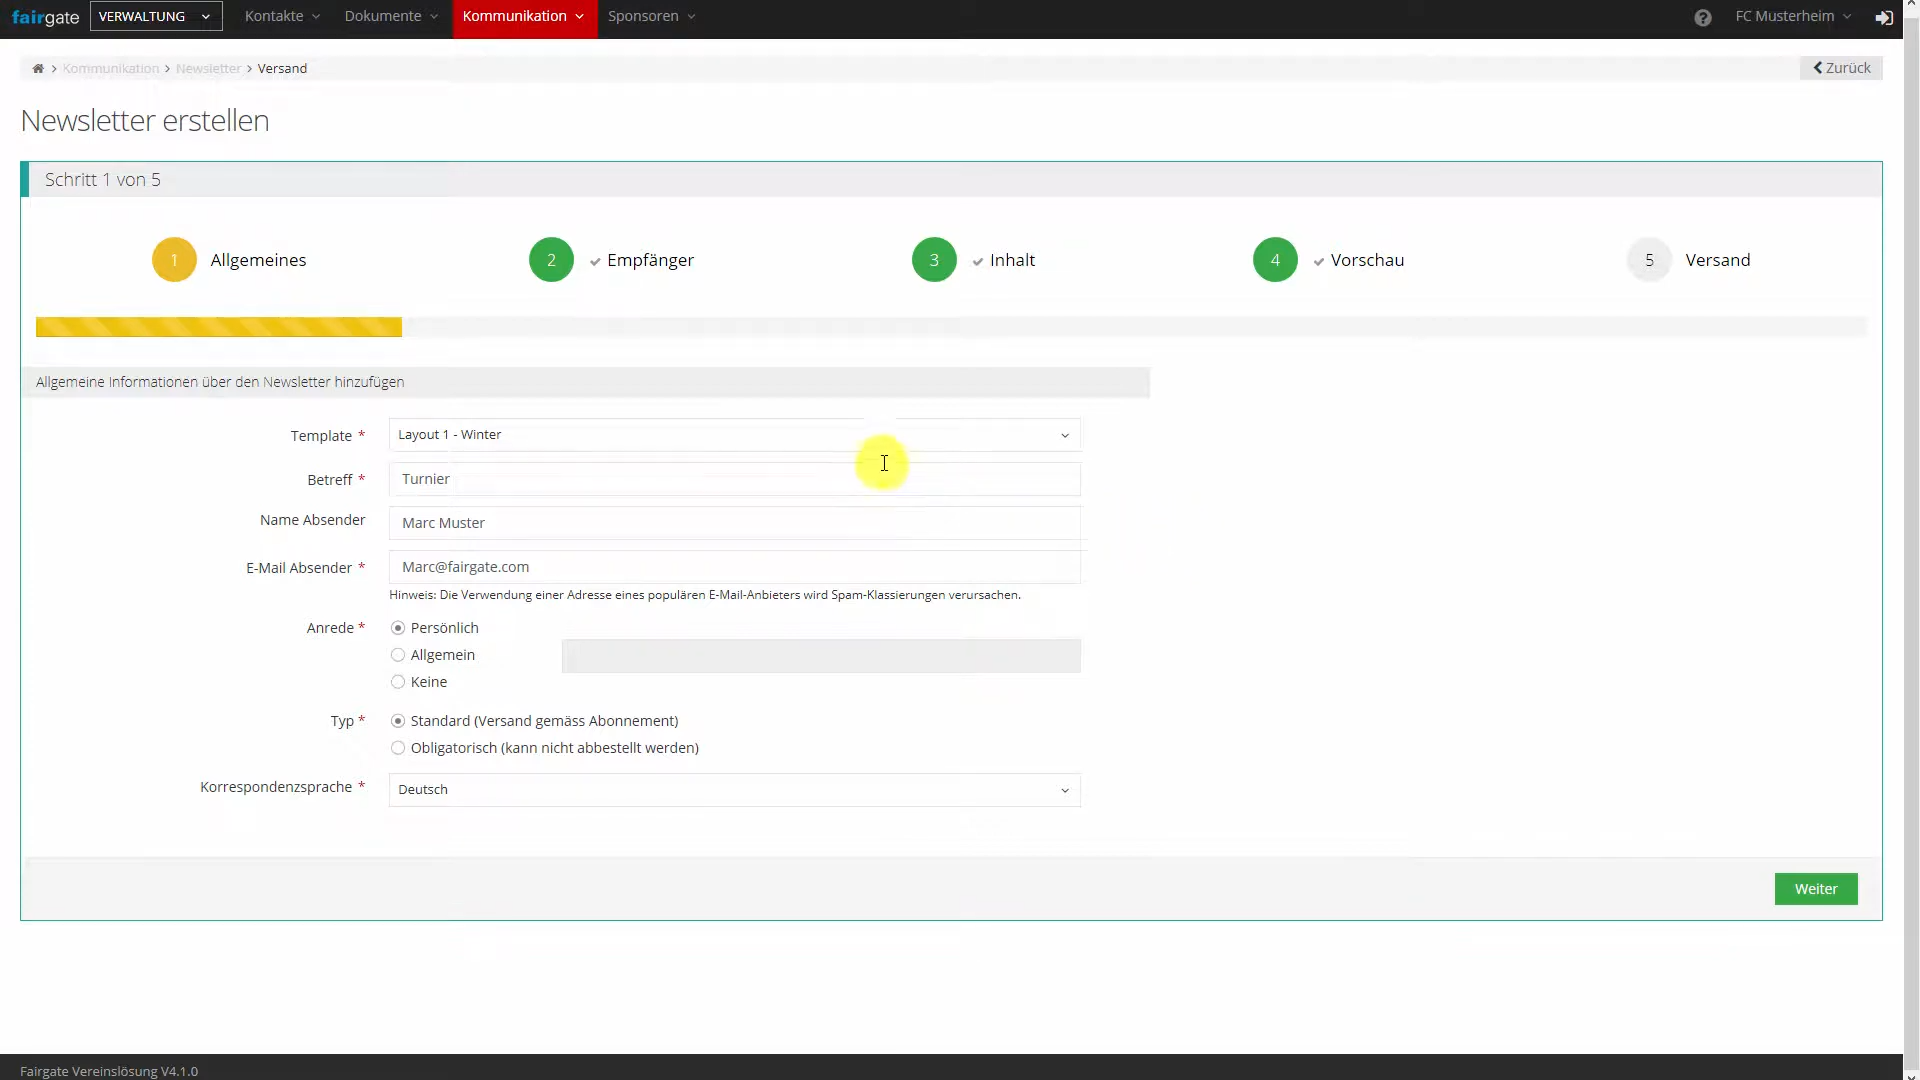 fairgate VERWALTUNG Kontakte Dokumente Kommunikation Sponsoren ? FC Musterheim
Kommunikation > Newsletter > Versand Zurück
Newsletter erstellen
Schritt 1 von 5
1 Allgemeines 2 Empfänger 3 Inhalt 4 Vorschau 5 Versand
Allgemeine Informationen über den Newsletter hinzufügen
Template * Layout 1 - Winter
Betreff * Turnier
Name Absender Marc Muster
E-Mail Absender * Marc@fairgate.com
Hinweis: Die Verwendung einer Adresse eines populären E-Mail-Anbieters wird Spam-Klassierungen verursachen.
Anrede * Persönlich
Allgemein
Keine
Typ * Standard (Versand gemäss Abonnement)
Obligatorisch (kann nicht abbestellt werden)
Korrespondenzsprache * Deutsch
Weiter
Fairgate Vereinslösung V4.1.0